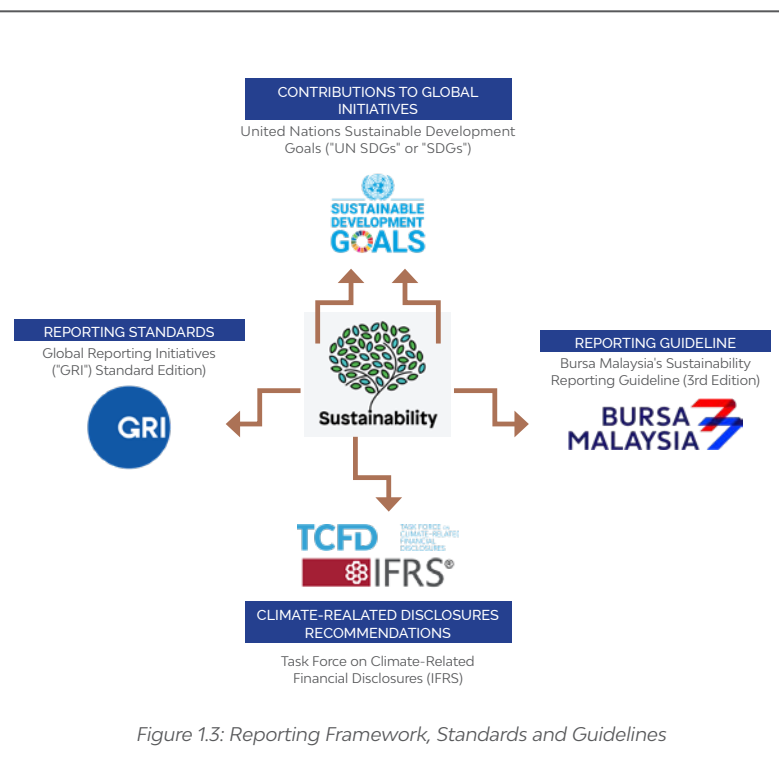 CONTRIBUTIONS TO GLOBAL
INITIATIVES
United Nations Sustainable Development
Goals ("UN SDGs" or "SDGs")
SUSTAINABLE
DEVELOPMENT
GOALS
REPORTING STANDARDS
Global Reporting Initiatives
("GRI") Standard Edition)
GRI
Sustainability
REPORTING GUIDELINE
Bursa Malaysia's Sustainability
Reporting Guideline (3rd Edition)
BURSA
MALAYSIA
TCFD
TASK FORCE ON
CLIMATE-RELATED
FINANCIAL
DISCLOSURES
IFRS®
CLIMATE-REALATED DISCLOSURES
RECOMMENDATIONS
Task Force on Climate-Related
Financial Disclosures (IFRS)
Figure 1.3: Reporting Framework, Standards and Guidelines